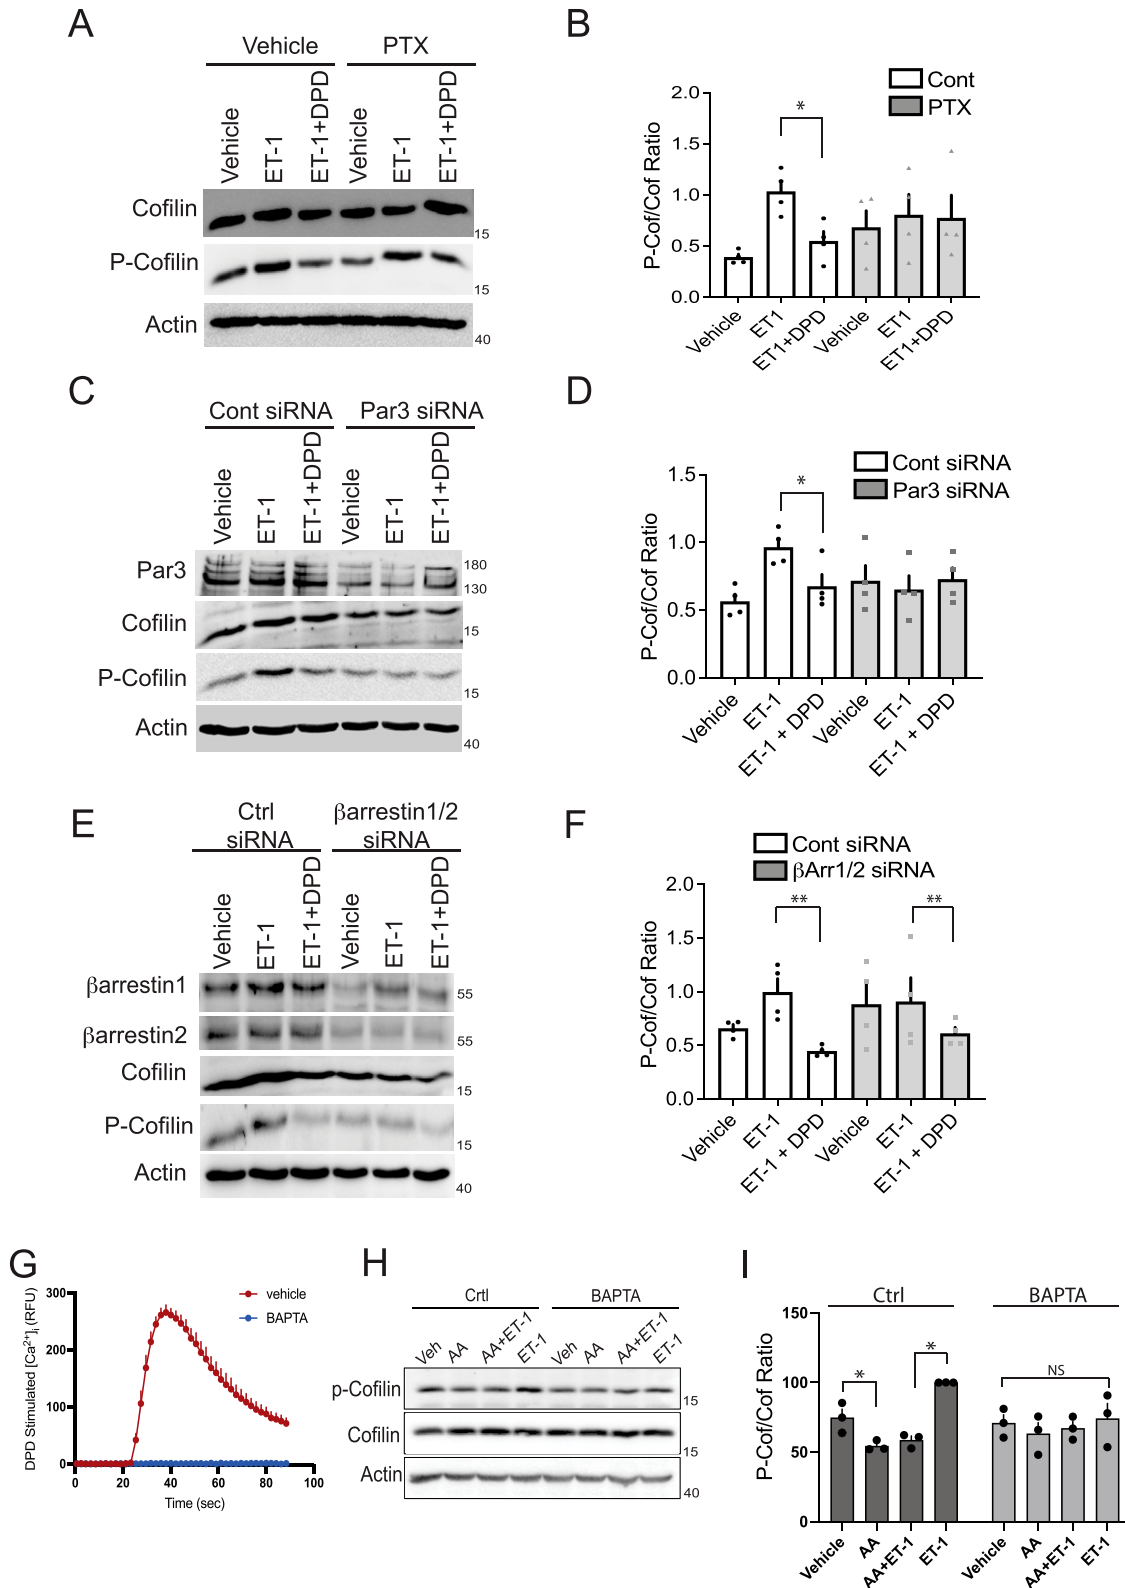 A
Vehicle PTX
Vehicle
ET-1
ET-1+DPD
Vehicle
ET-1
ET-1+DPD
Cofilin
15
P-Cofilin
15
Actin
40
B
Cont
PTX
P-Cof/Cof Ratio
2.0
1.5
1.0
0.5
0.0
*
Vehicle
ET1
ET1+DPD
Vehicle
ET1
ET1+DPD
C
Cont siRNA Par3 siRNA
Vehicle
ET-1
ET-1+DPD
Vehicle
ET-1
ET-1+DPD
Par3
180
130
Cofilin
15
P-Cofilin
15
Actin
40
D
Cont siRNA
Par3 siRNA
P-Cof/Cof Ratio
1.5
1.0
0.5
0.0
*
Vehicle
ET-1
ET-1 + DPD
Vehicle
ET-1
ET-1 + DPD
E
Ctrl
siRNA
βarrestin1/2
siRNA
Vehicle
ET-1
ET-1+DPD
Vehicle
ET-1
ET-1+DPD
βarrestin1
55
βarrestin2
55
Cofilin
15
P-Cofilin
15
Actin
40
F
Cont siRNA
βArr1/2 siRNA
P-Cof/Cof Ratio
2.0
1.5
1.0
0.5
0.0
**
**
Vehicle
ET-1
ET-1 + DPD
Vehicle
ET-1
ET-1 + DPD
G
DPD Stimulated [Ca²⁺]ᵢ (RFU)
300
200
100
0
0 20 40 60 80 100
Time (sec)
vehicle
BAPTA
H
Crtl BAPTA
Veh
AA
AA+ET-1
ET-1
Veh
AA
AA+ET-1
ET-1
p-Cofilin
15
Cofilin
15
Actin
40
I
Ctrl BAPTA
P-Cof/Cof Ratio
150
100
50
0
*
*
NS
Vehicle
AA
AA+ET-1
ET-1
Vehicle
AA
AA+ET-1
ET-1